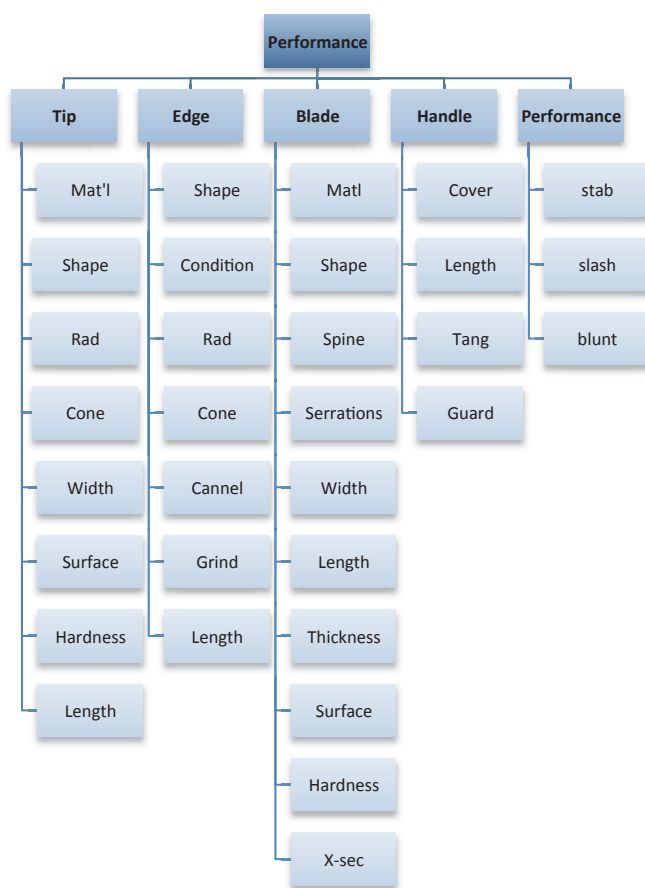 Performance
Tip
Edge
Blade
Handle
Performance
Mat'l
Shape
Rad
Cone
Width
Surface
Hardness
Length
Shape
Condition
Rad
Cone
Cannel
Grind
Length
Matl
Shape
Spine
Serrations
Width
Length
Thickness
Surface
Hardness
X-sec
Cover
Length
Tang
Guard
stab
slash
blunt